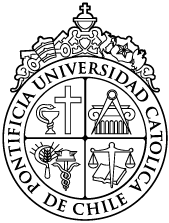 PONTIFICIA UNIVERSIDAD CATOLICA
DE CHILE